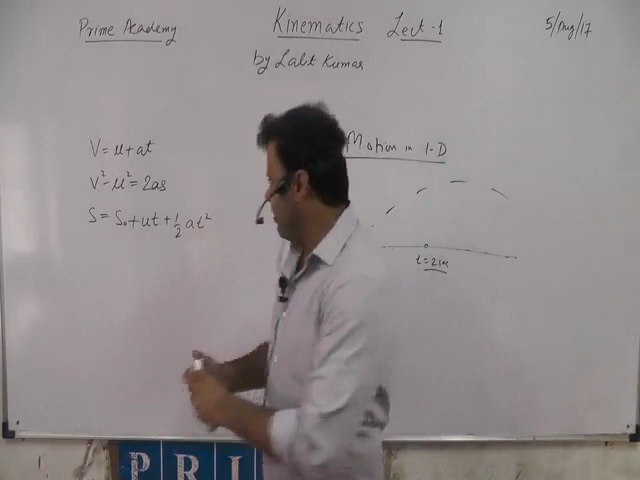 Prime Academy
Kinematics Lect-1
5/Aug/17
by Lalit Kumar
Motion in 1-D
V = u + at
V² - u² = 2as
S = S₀ + ut + 1/2 at²
t = 2 sec
PRI